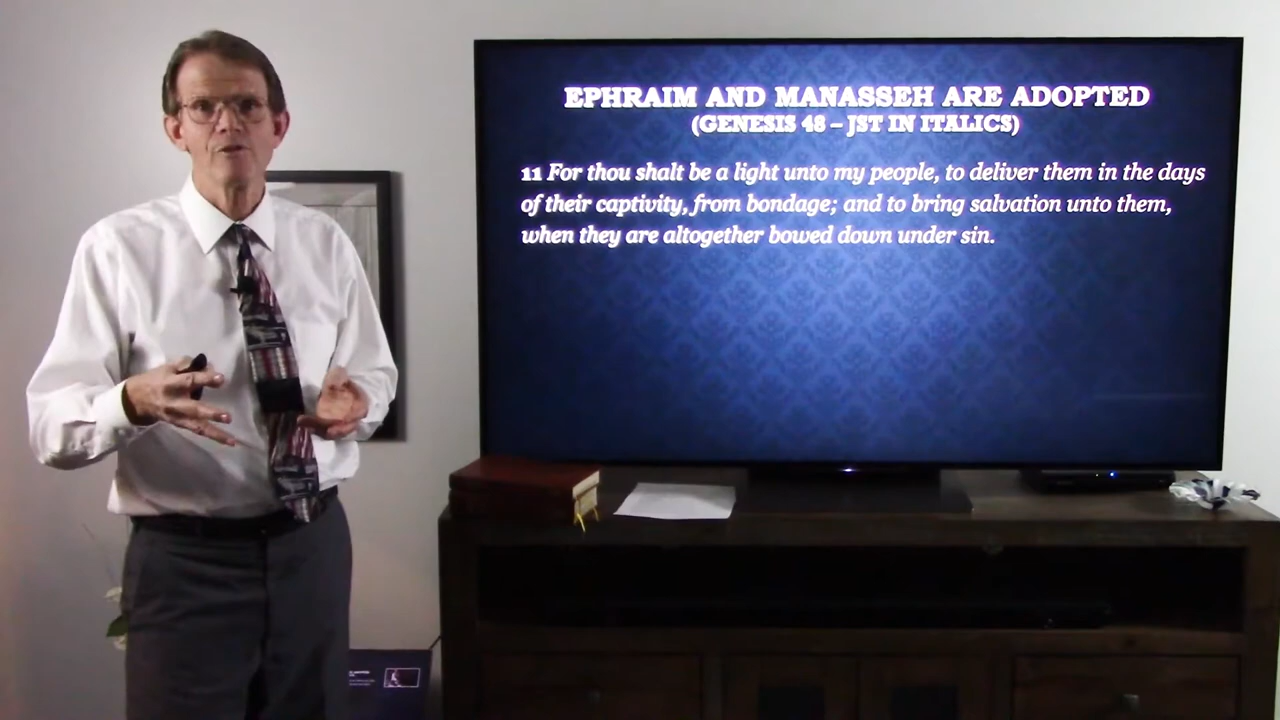 EPHRAIM AND MANASSEH ARE ADOPTED
(GENESIS 48 – JST IN ITALICS)
11 For thou shalt be a light unto my people, to deliver them in the days
of their captivity, from bondage; and to bring salvation unto them,
when they are altogether bowed down under sin.